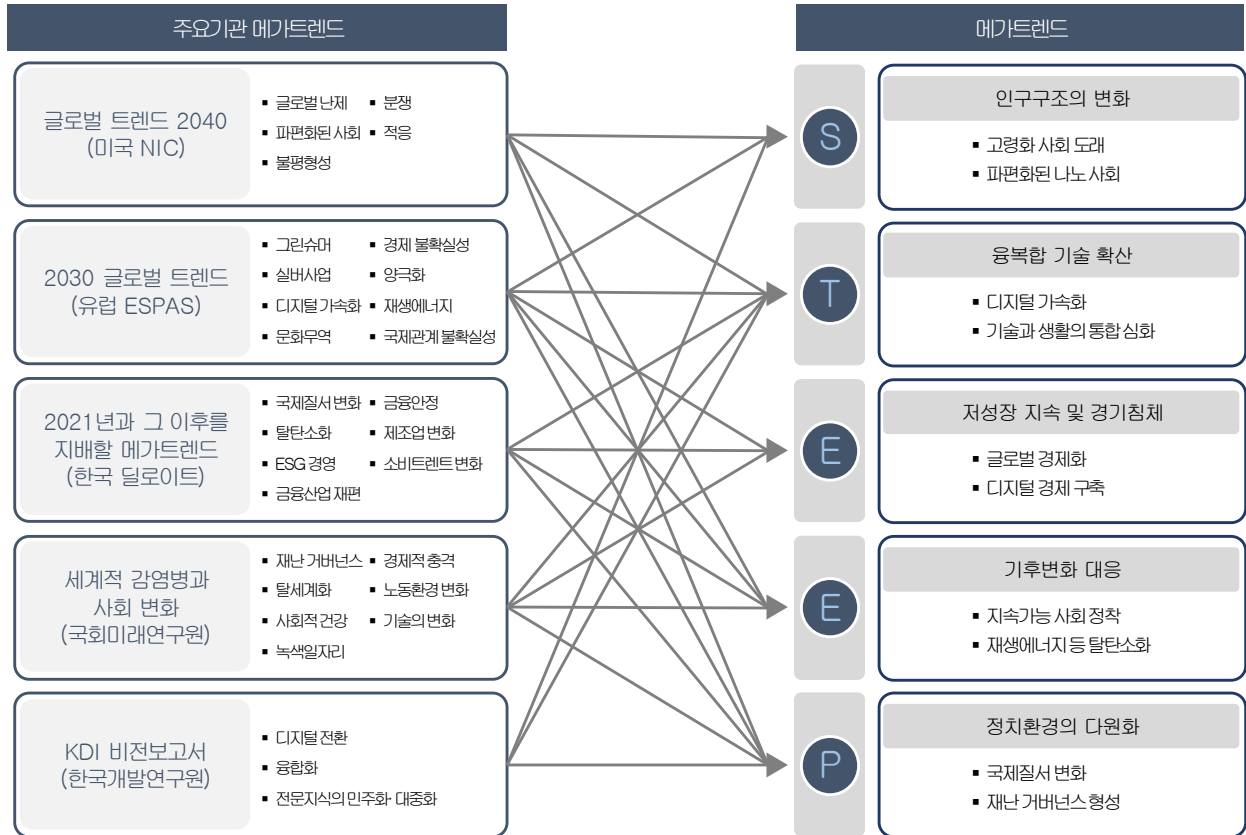 주요기관 메가트렌드
글로벌 트렌드 2040
(미국 NIC)
▪ 글로벌 난제 ▪ 분쟁
▪ 파편화된 사회 ▪ 적응
▪ 불평형성
2030 글로벌 트렌드
(유럽 ESPAS)
▪ 그린슈머 ▪ 경제 불확실성
▪ 실버사업 ▪ 양극화
▪ 디지털 가속화 ▪ 재생에너지
▪ 문화무역 ▪ 국제관계 불확실성
2021년과 그 이후를
지배할 메가트렌드
(한국 딜로이트)
▪ 국제질서 변화 ▪ 금융안정
▪ 탈탄소화 ▪ 제조업 변화
▪ ESG 경영 ▪ 소비트렌트 변화
▪ 금융산업 재편
세계적 감염병과
사회 변화
(국회미래연구원)
▪ 재난 거버넌스 ▪ 경제적 충격
▪ 탈세계화 ▪ 노동환경 변화
▪ 사회적 건강 ▪ 기술의 변화
▪ 녹색일자리
KDI 비전보고서
(한국개발연구원)
▪ 디지털 전환
▪ 융합화
▪ 전문지식의 민주화· 대중화
메가트렌드
S
인구구조의 변화
▪ 고령화 사회 도래
▪ 파편화된 나노 사회
T
융복합 기술 확산
▪ 디지털 가속화
▪ 기술과 생활의 통합 심화
E
저성장 지속 및 경기침체
▪ 글로벌 경제화
▪ 디지털 경제 구축
E
기후변화 대응
▪ 지속가능 사회 정착
▪ 재생에너지 등 탈탄소화
P
정치환경의 다원화
▪ 국제질서 변화
▪ 재난 거버넌스 형성